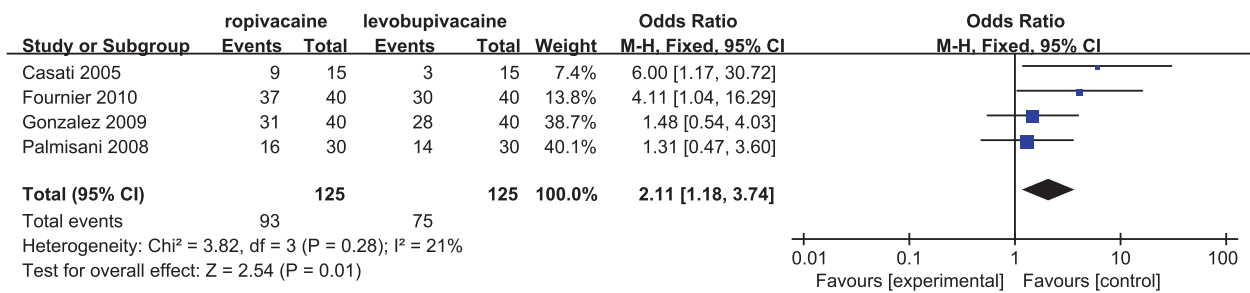 ropivacaine levobupivacaine Odds Ratio Odds Ratio
Study or Subgroup Events Total Events Total Weight M-H, Fixed, 95% CI M-H, Fixed, 95% CI
Casati 2005 9 15 3 15 7.4% 6.00 [1.17, 30.72]
Fournier 2010 37 40 30 40 13.8% 4.11 [1.04, 16.29]
Gonzalez 2009 31 40 28 40 38.7% 1.48 [0.54, 4.03]
Palmisani 2008 16 30 14 30 40.1% 1.31 [0.47, 3.60]
Total (95% CI) 125 125 100.0% 2.11 [1.18, 3.74]
Total events 93 75
Heterogeneity: Chi² = 3.82, df = 3 (P = 0.28); I² = 21%
Test for overall effect: Z = 2.54 (P = 0.01)
0.01 0.1 1 10 100
Favours [experimental] Favours [control]